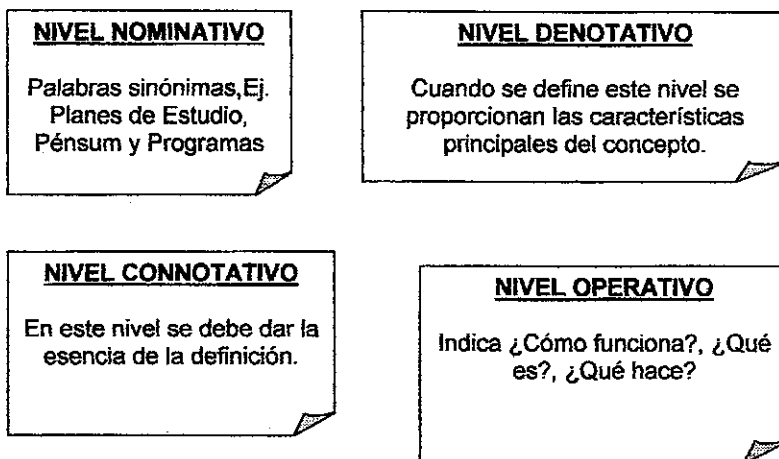 NIVEL NOMINATIVO
Palabras sinónimas,Ej.
Planes de Estudio,
Pénsum y Programas
NIVEL DENOTATIVO
Cuando se define este nivel se
proporcionan las características
principales del concepto.
NIVEL CONNOTATIVO
En este nivel se debe dar la
esencia de la definición.
NIVEL OPERATIVO
Indica ¿Cómo funciona?, ¿Qué
es?, ¿Qué hace?